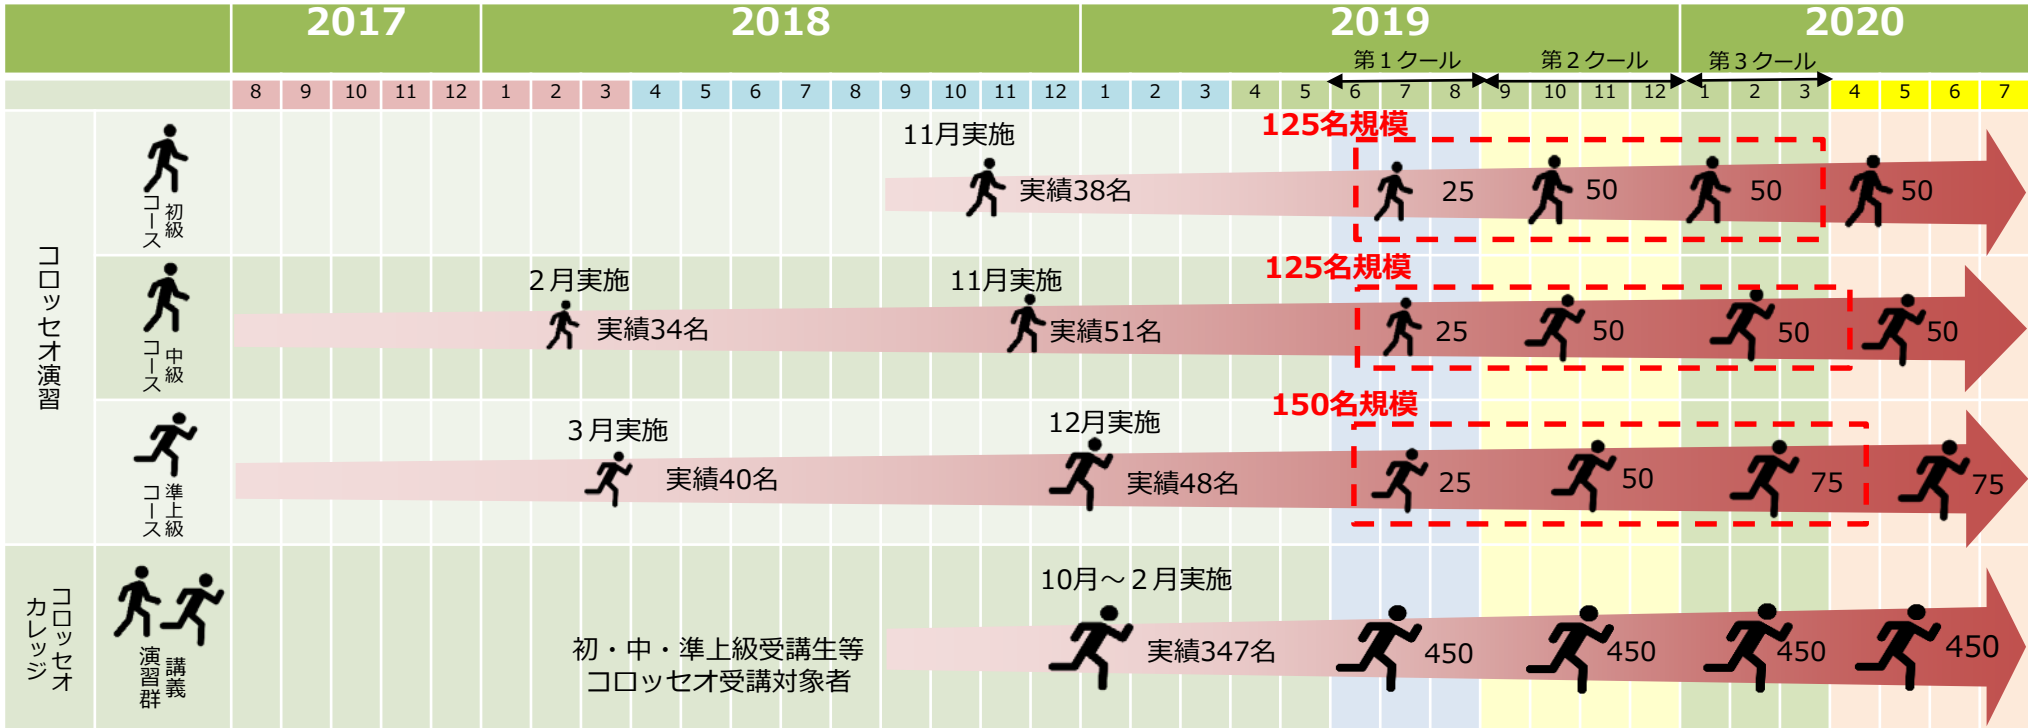 2017 2018 2019 2020
第1クール 第2クール 第3クール
8 9 10 11 12 1 2 3 4 5 6 7 8 9 10 11 12 1 2 3 4 5 6 7 8 9 10 11 12 1 2 3 4 5 6 7
コロッセオ演習
初級
コース
11月実施
実績38名
125名規模
25 50 50 50
中級
コース
2月実施
実績34名
11月実施
実績51名
125名規模
25 50 50 50
準上級
コース
3月実施
実績40名
12月実施
実績48名
150名規模
25 50 75 75
コロッセオ
カレッジ
講義
演習群
初・中・準上級受講生等
コロッセオ受講対象者
10月～2月実施
実績347名
450 450 450 450